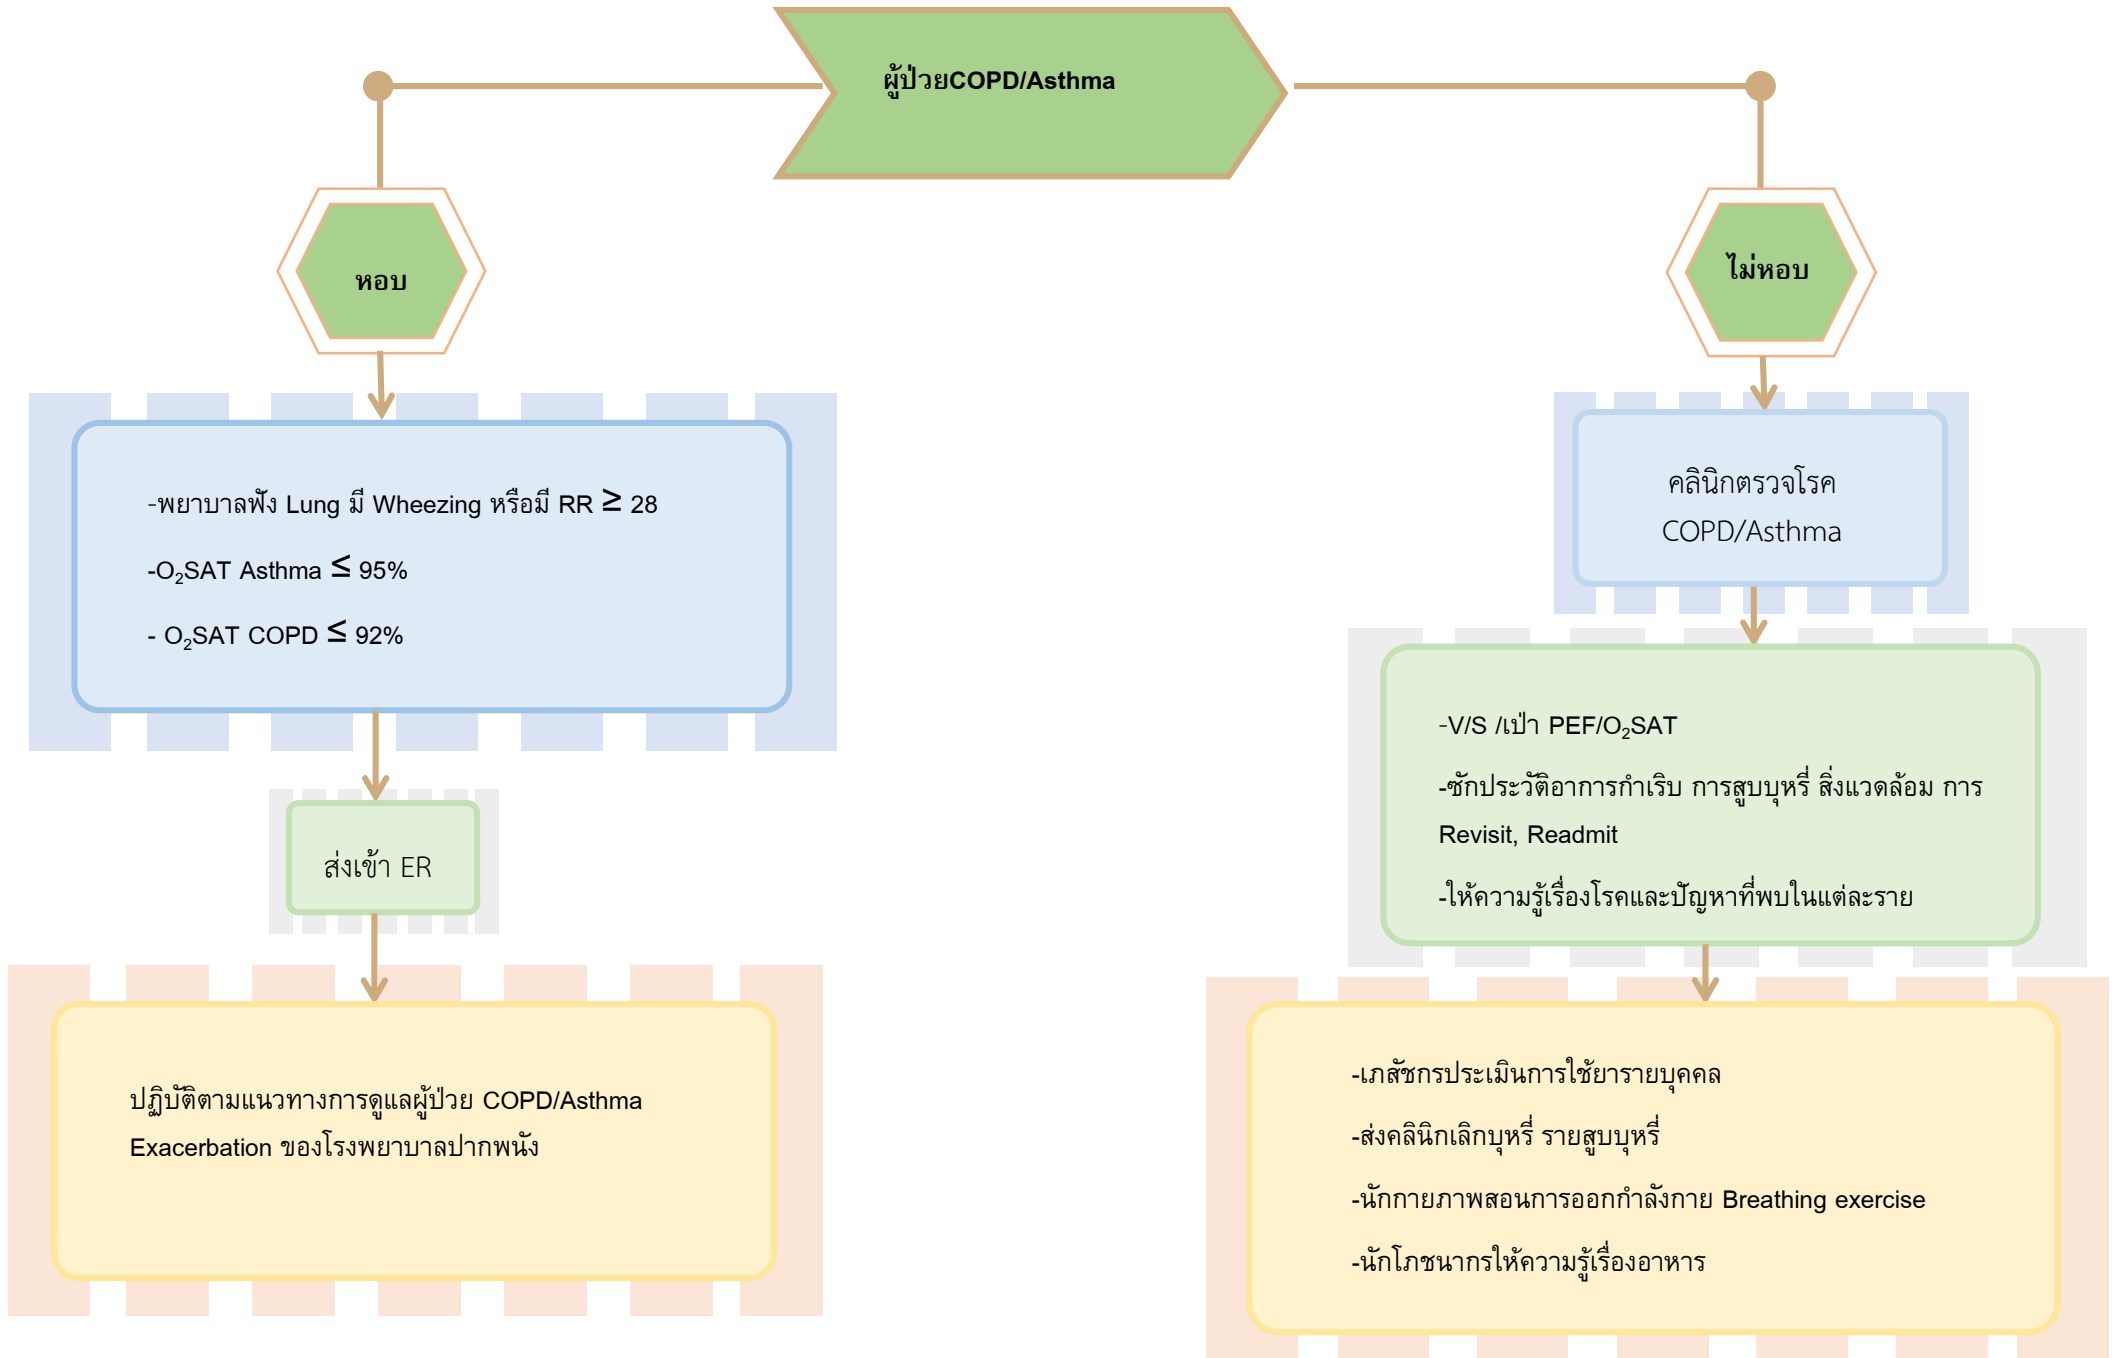 ผู้ป่วยCOPD/Asthma
หอบ
ไม่หอบ
-พยาบาลฟัง Lung มี Wheezing หรือมี RR ≥ 28
-O₂SAT Asthma ≤ 95%
- O₂SAT COPD ≤ 92%
ส่งเข้า ER
ปฏิบัติตามแนวทางการดูแลผู้ป่วย COPD/Asthma
Exacerbation ของโรงพยาบาลปากพนัง
คลินิกตรวจโรค
COPD/Asthma
-V/S /เป่า PEF/O₂SAT
-ซักประวัติอาการกำเริบ การสูบบุหรี่ สิ่งแวดล้อม การ
Revisit, Readmit
-ให้ความรู้เรื่องโรคและปัญหาที่พบในแต่ละราย
-เภสัชกรประเมินการใช้ยารายบุคคล
-ส่งคลินิกเลิกบุหรี่ รายสูบบุหรี่
-นักกายภาพสอนการออกกำลังกาย Breathing exercise
-นักโภชนากรให้ความรู้เรื่องอาหาร